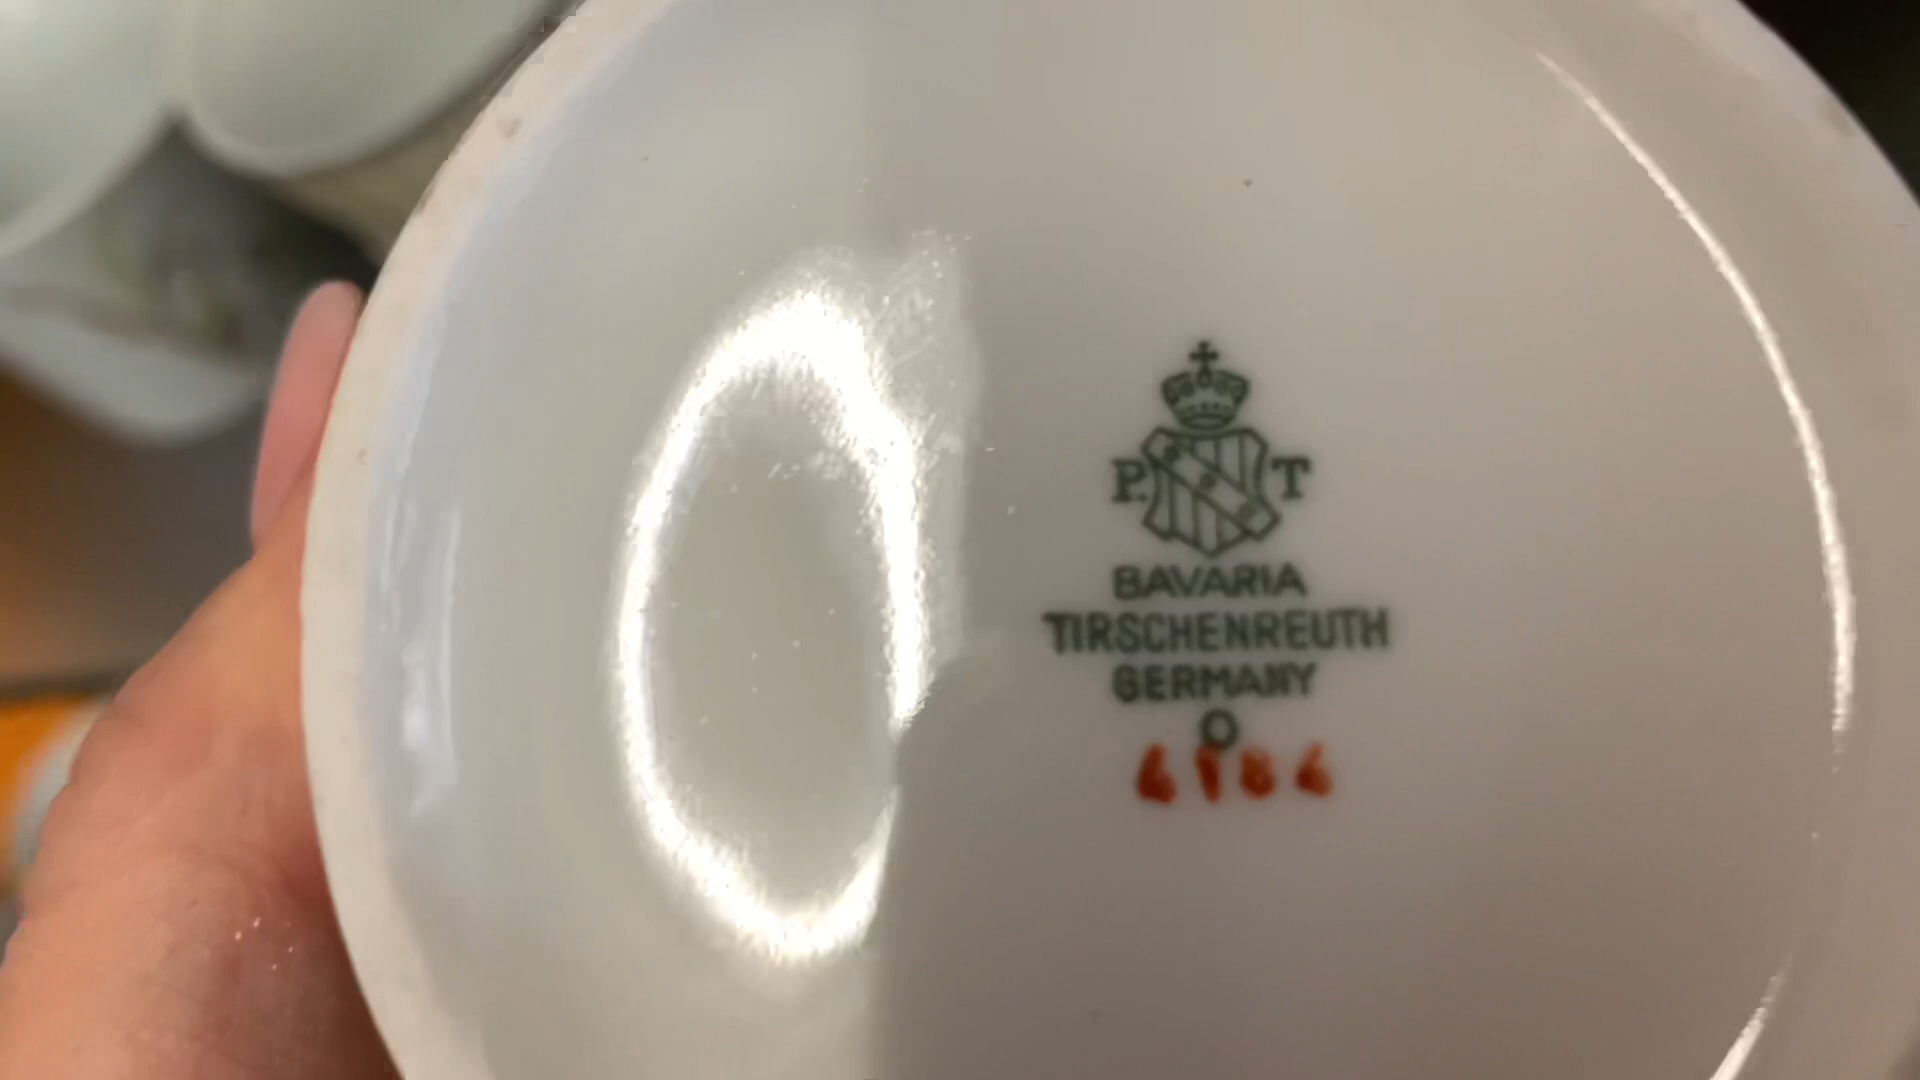 P. T
BAVARIA
TIRSCHENREUTH
GERMANY
O